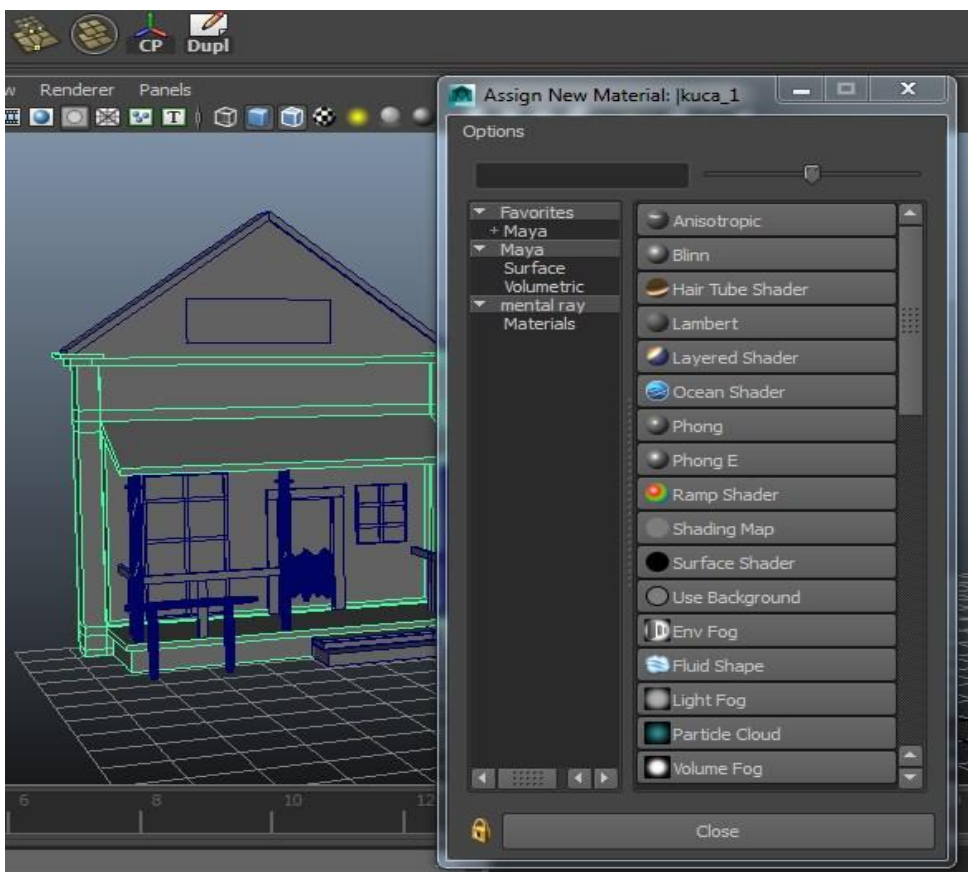 CP
Dupl
w Renderer Panels
T
Assign New Material: |kuca_1
Options
Favorites
+ Maya
Maya
Surface
Volumetric
mental ray
Materials
Anisotropic
Blinn
Hair Tube Shader
Lambert
Layered Shader
Ocean Shader
Phong
Phong E
Ramp Shader
Shading Map
Surface Shader
Use Background
Env Fog
Fluid Shape
Light Fog
Particle Cloud
Volume Fog
6 8 10 12
Close